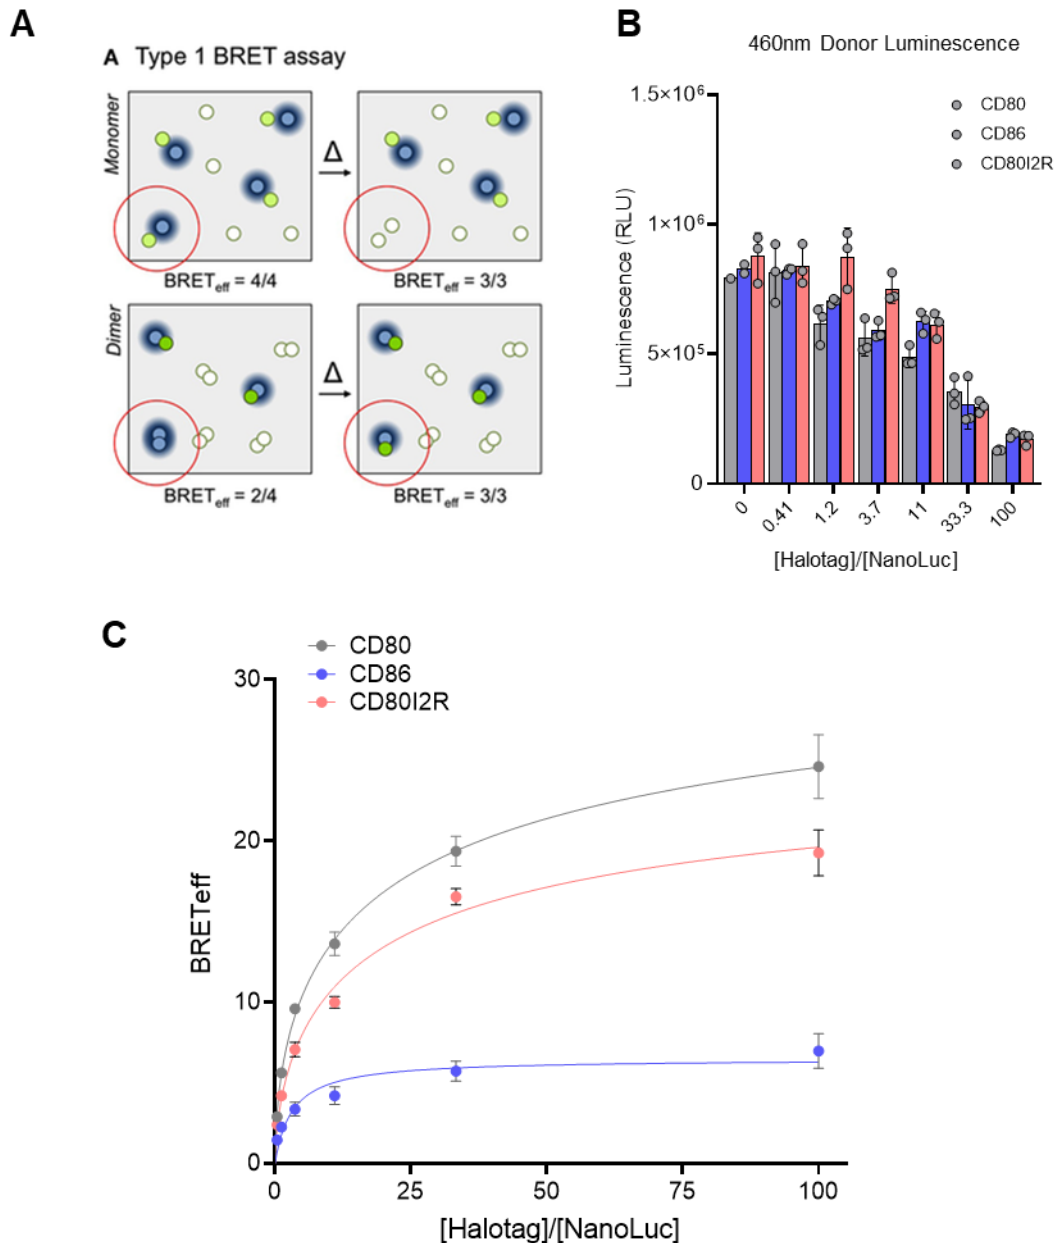 A
A Type 1 BRET assay
Monomer
Δ
BRETeff = 4/4
BRETeff = 3/3
Dimer
Δ
BRETeff = 2/4
BRETeff = 3/3
B
460nm Donor Luminescence
CD80
CD86
CD80I2R
Luminescence (RLU)
1.5×10⁶
1×10⁶
5×10⁵
0
0 0.41 1.2 3.7 11 33.3 100
[Halotag]/[NanoLuc]
C
CD80
CD86
CD80I2R
BRETeff
30
20
10
0
0 25 50 75 100
[Halotag]/[NanoLuc]